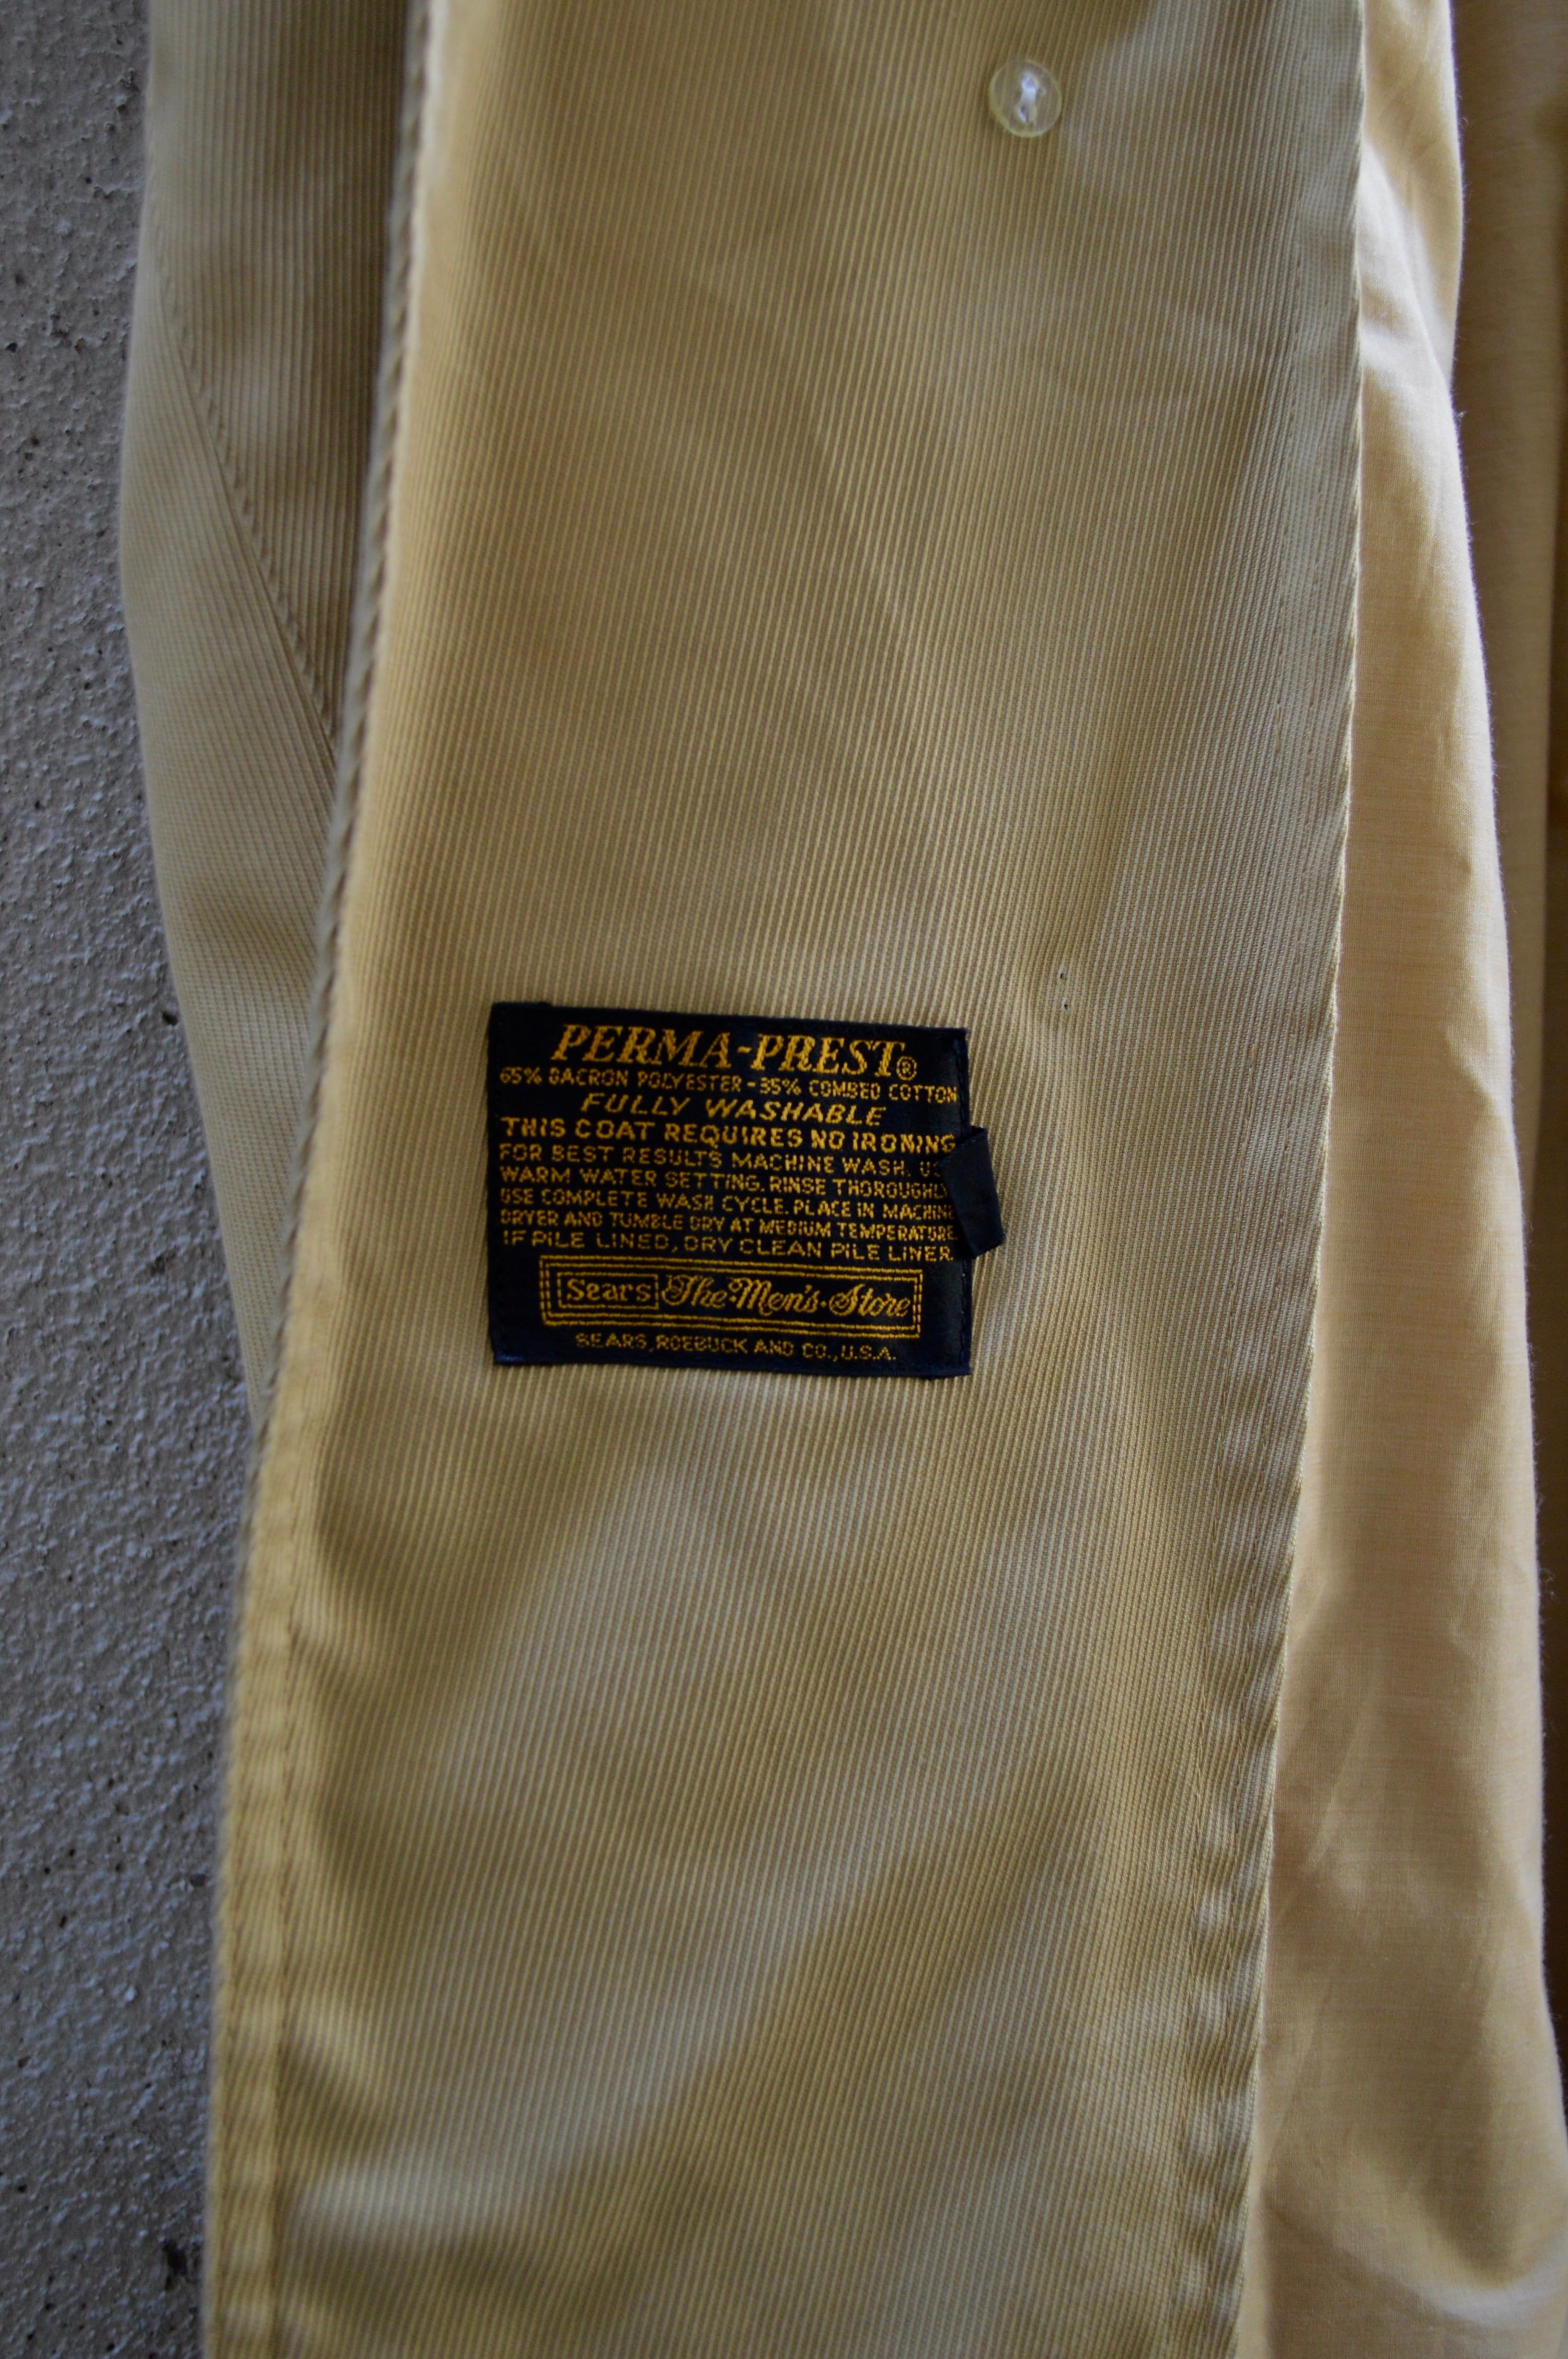 PERMA-PREST®
65% DACRON POLYESTER - 35% COMBED COTTON
FULLY WASHABLE
THIS COAT REQUIRES NO IRONING
FOR BEST RESULTS MACHINE WASH.
WARM WATER SETTING. RINSE THOROUGHLY
USE COMPLETE WASH CYCLE. PLACE IN MACHINE
DRYER AND TUMBLE DRY AT MEDIUM TEMPERATURE
IF PILE LINED, DRY CLEAN PILE LINER.
Sears The·Men's·Store
SEARS, ROEBUCK AND CO., U.S.A.